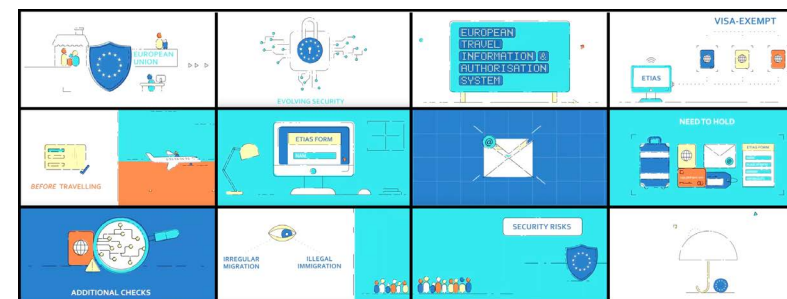 EUROPEAN
UNION
EVOLVING SECURITY
EUROPEAN
TRAVEL
INFORMATION &
AUTHORISATION
SYSTEM
VISA-EXEMPT
ETIAS
BEFORE TRAVELLING
ETIAS FORM
NAME
@
NEED TO HOLD
ETIAS FORM
ADDITIONAL CHECKS
IRREGULAR
MIGRATION
ILLEGAL
IMMIGRATION
SECURITY RISKS